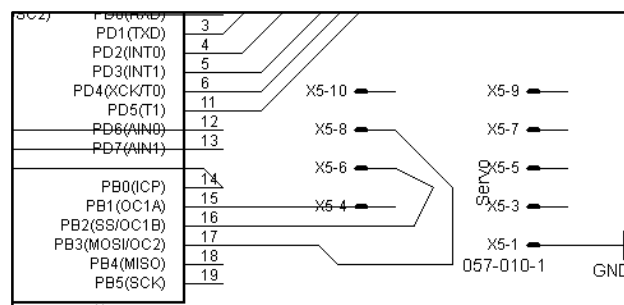 /SC2)
PD0(RXD)
PD1(TXD) 3
PD2(INT0) 4
PD3(INT1) 5
PD4(XCK/T0) 6
PD5(T1) 11
PD6(AIN0) 12
PD7(AIN1) 13
PB0(ICP) 14
PB1(OC1A) 15
PB2(SS/OC1B) 16
PB3(MOSI/OC2) 17
PB4(MISO) 18
PB5(SCK) 19
X5-10 X5-9
X5-8 X5-7
X5-6 X5-5
X5-4 X5-3
X5-1
Servo
057-010-1
GND